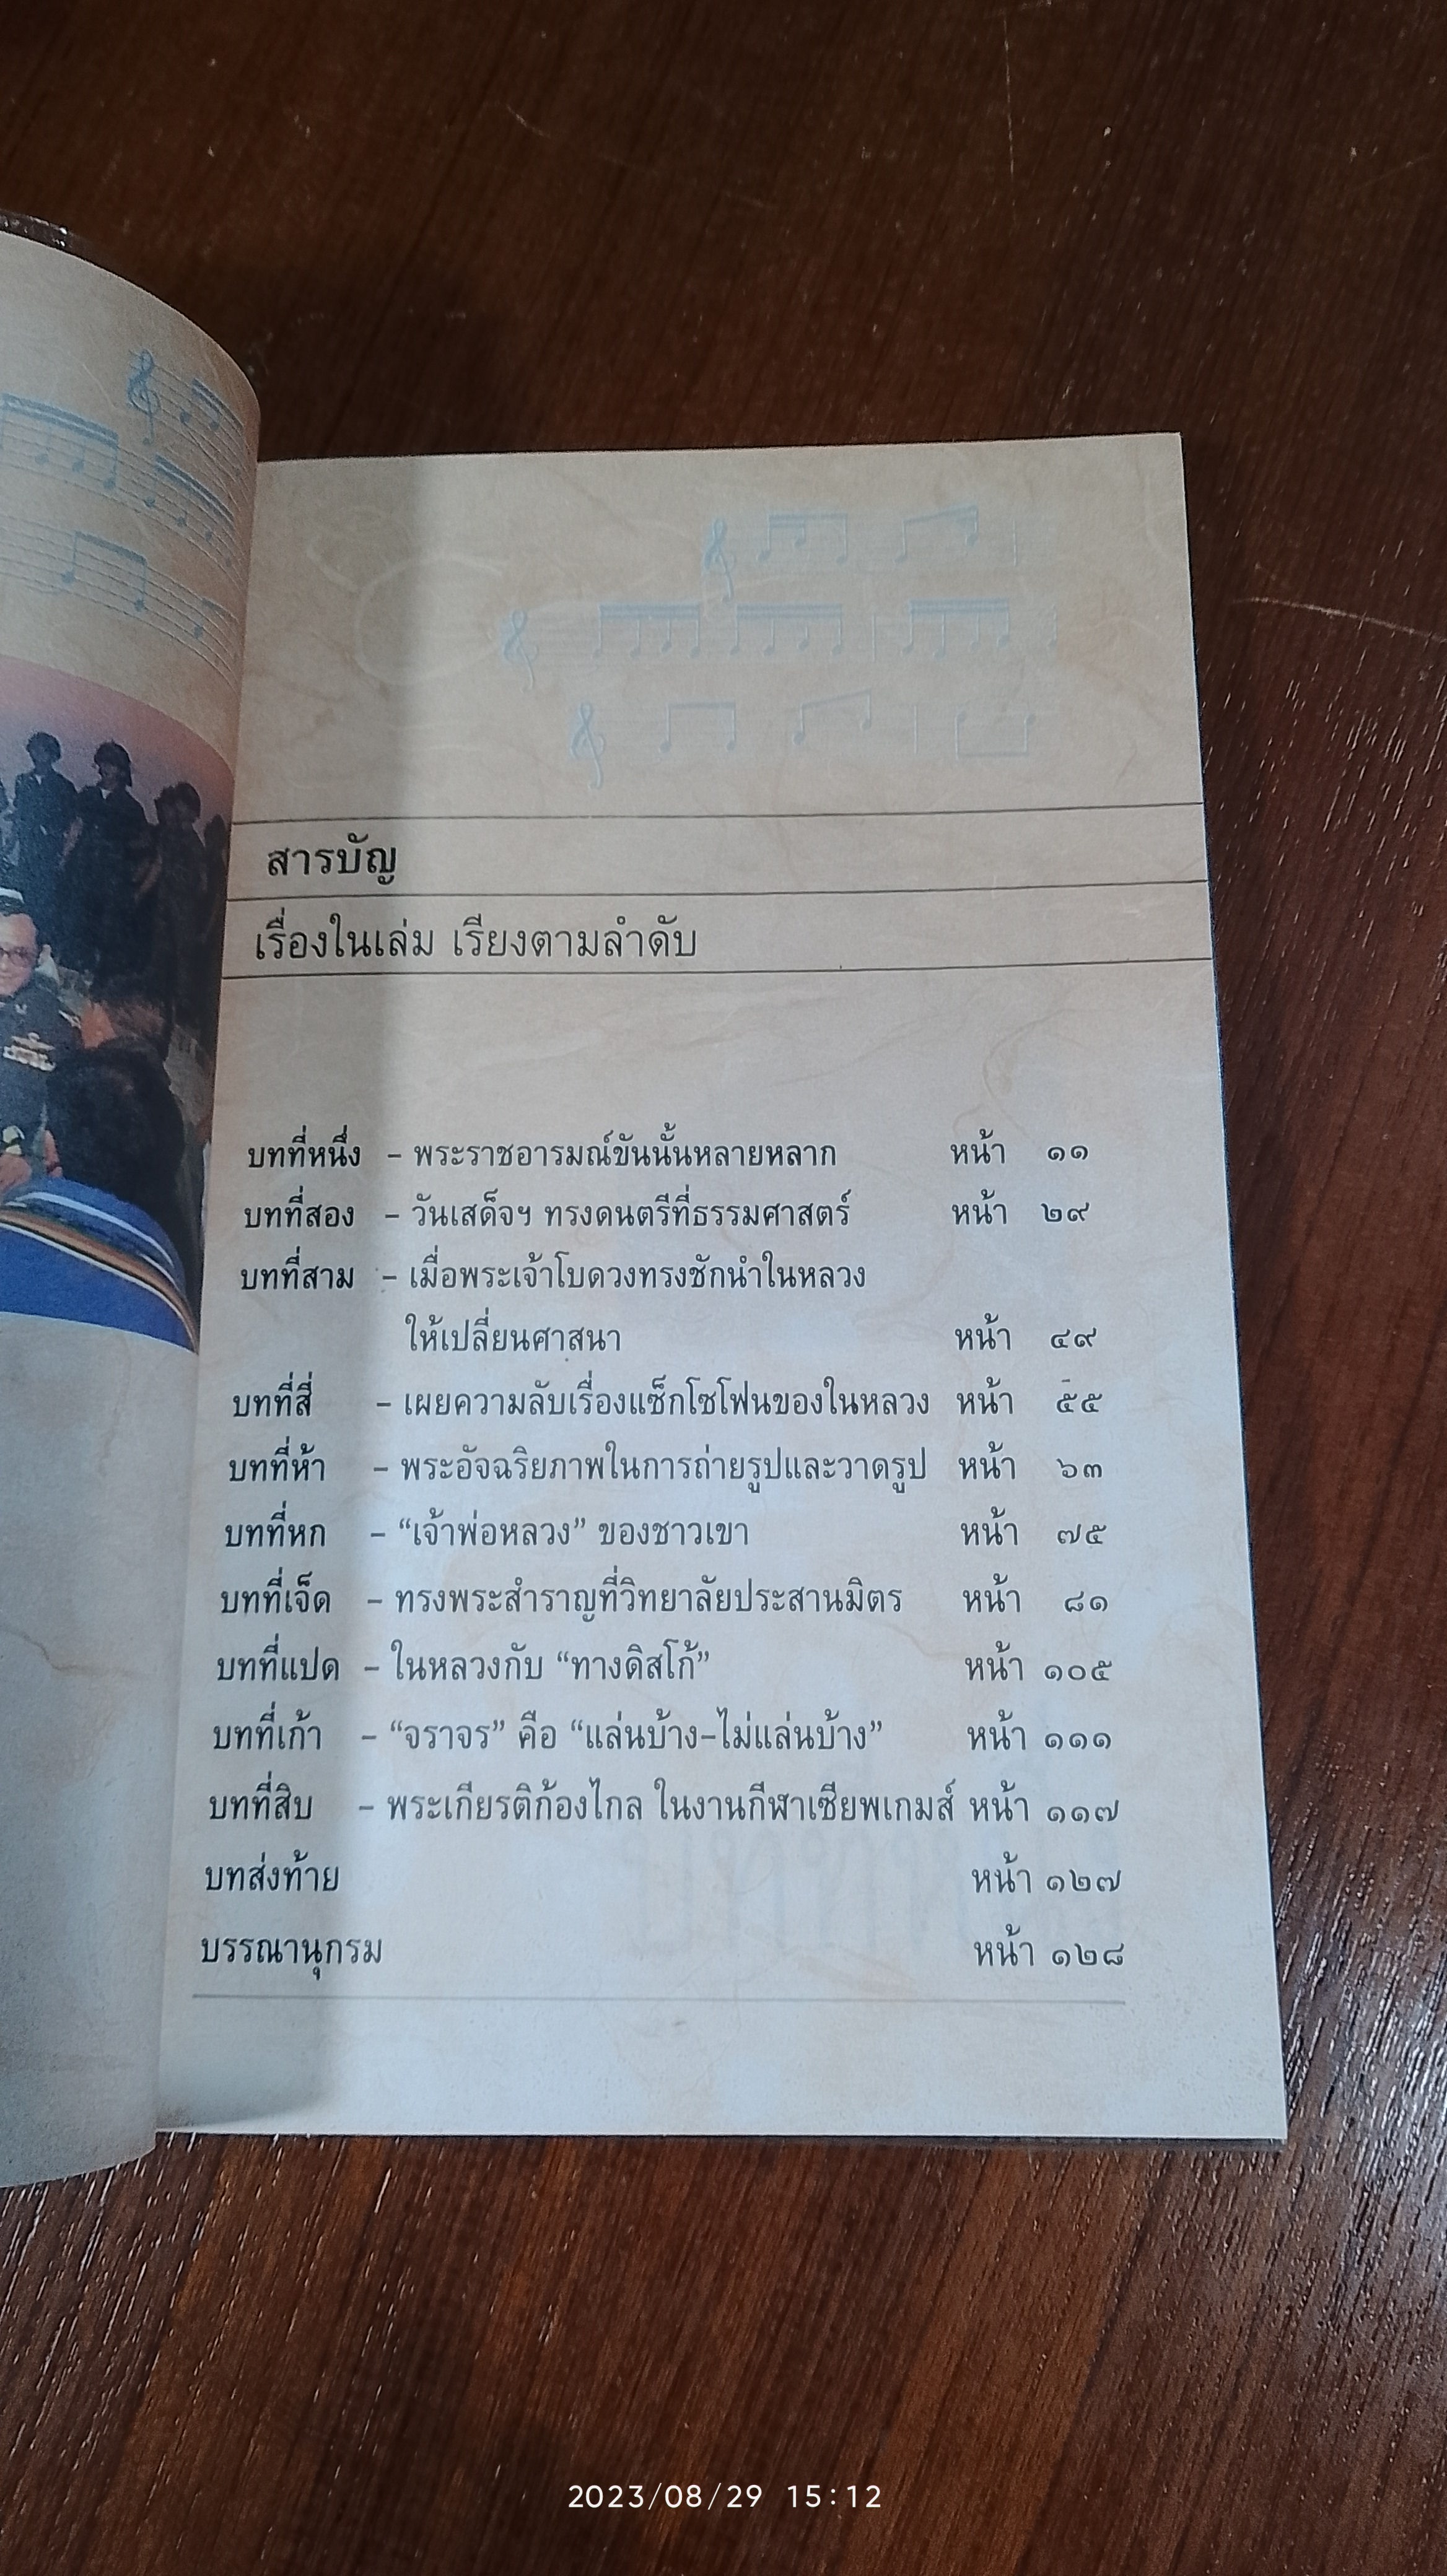 สารบัญ
เรื่องในเล่ม เรียงตามลำดับ
บทที่หนึ่ง - พระราชอารมณ์ขันนั้นหลายหลาก หน้า ๑๑
บทที่สอง - วันเสด็จฯ ทรงดนตรีที่ธรรมศาสตร์ หน้า ๒๙
บทที่สาม - เมื่อพระเจ้าโบดวงทรงชักนำในหลวง
ให้เปลี่ยนศาสนา หน้า ๔๙
บทที่สี่ - เผยความลับเรื่องแซ็กโซโฟนของในหลวง หน้า ๕๕
บทที่ห้า - พระอัจฉริยภาพในการถ่ายรูปและวาดรูป หน้า ๖๓
บทที่หก - “เจ้าพ่อหลวง” ของชาวเขา หน้า ๗๕
บทที่เจ็ด - ทรงพระสำราญที่วิทยาลัยประสานมิตร หน้า ๘๑
บทที่แปด - ในหลวงกับ “ทางดิสโก้” หน้า ๑๐๕
บทที่เก้า - “จราจร” คือ “แล่นบ้าง-ไม่แล่นบ้าง” หน้า ๑๑๑
บทที่สิบ - พระเกียรติก้องไกล ในงานกีฬาเซียพเกมส์ หน้า ๑๑๗
บทส่งท้าย หน้า ๑๒๗
บรรณานุกรม หน้า ๑๒๘
2023/08/29 15:12